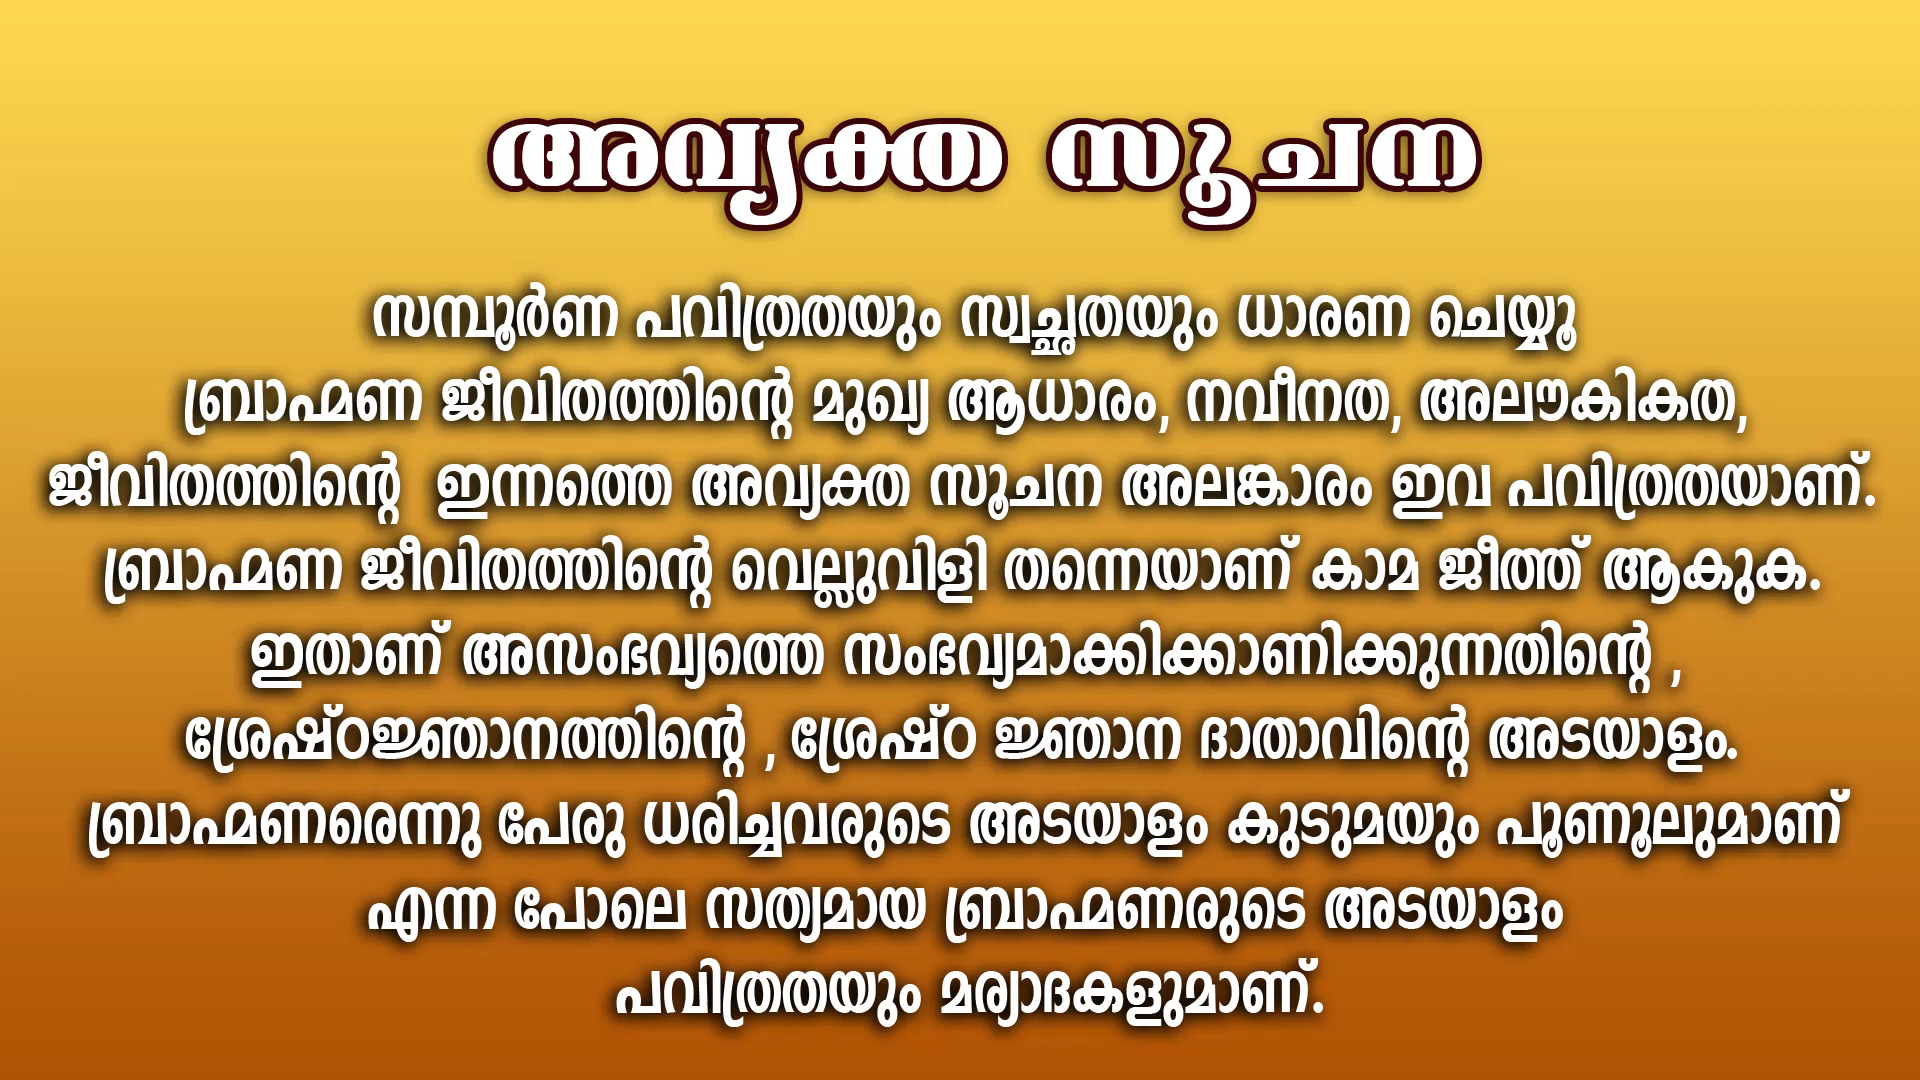 അവ്യക്ത സൂചന
സമ്പൂർണ പവിത്രതയും സ്വച്ഛതയും ധാരണ ചെയ്യൂ
ബ്രാഹ്മണ ജീവിതത്തിന്റെ മുഖ്യ ആധാരം, നവീനത, അലൗകികത,
ജീവിതത്തിന്റെ ഇന്നത്തെ അവ്യക്ത സൂചന അലങ്കാരം ഇവ പവിത്രതയാണ്.
ബ്രാഹ്മണ ജീവിതത്തിന്റെ വെല്ലുവിളി തന്നെയാണ് കാമ ജീത്ത് ആകുക.
ഇതാണ് അസംഭവ്യത്തെ സംഭവ്യമാക്കിക്കാണിക്കുന്നതിന്റെ ,
ശ്രേഷ്ഠജ്ഞാനത്തിന്റെ , ശ്രേഷ്ഠ ജ്ഞാന ദാതാവിന്റെ അടയാളം.
ബ്രാഹ്മണരെന്നു പേരു ധരിച്ചവരുടെ അടയാളം കുടുമയും പൂണൂലുമാണ്
എന്ന പോലെ സത്യമായ ബ്രാഹ്മണരുടെ അടയാളം
പവിത്രതയും മര്യാദകളുമാണ്.